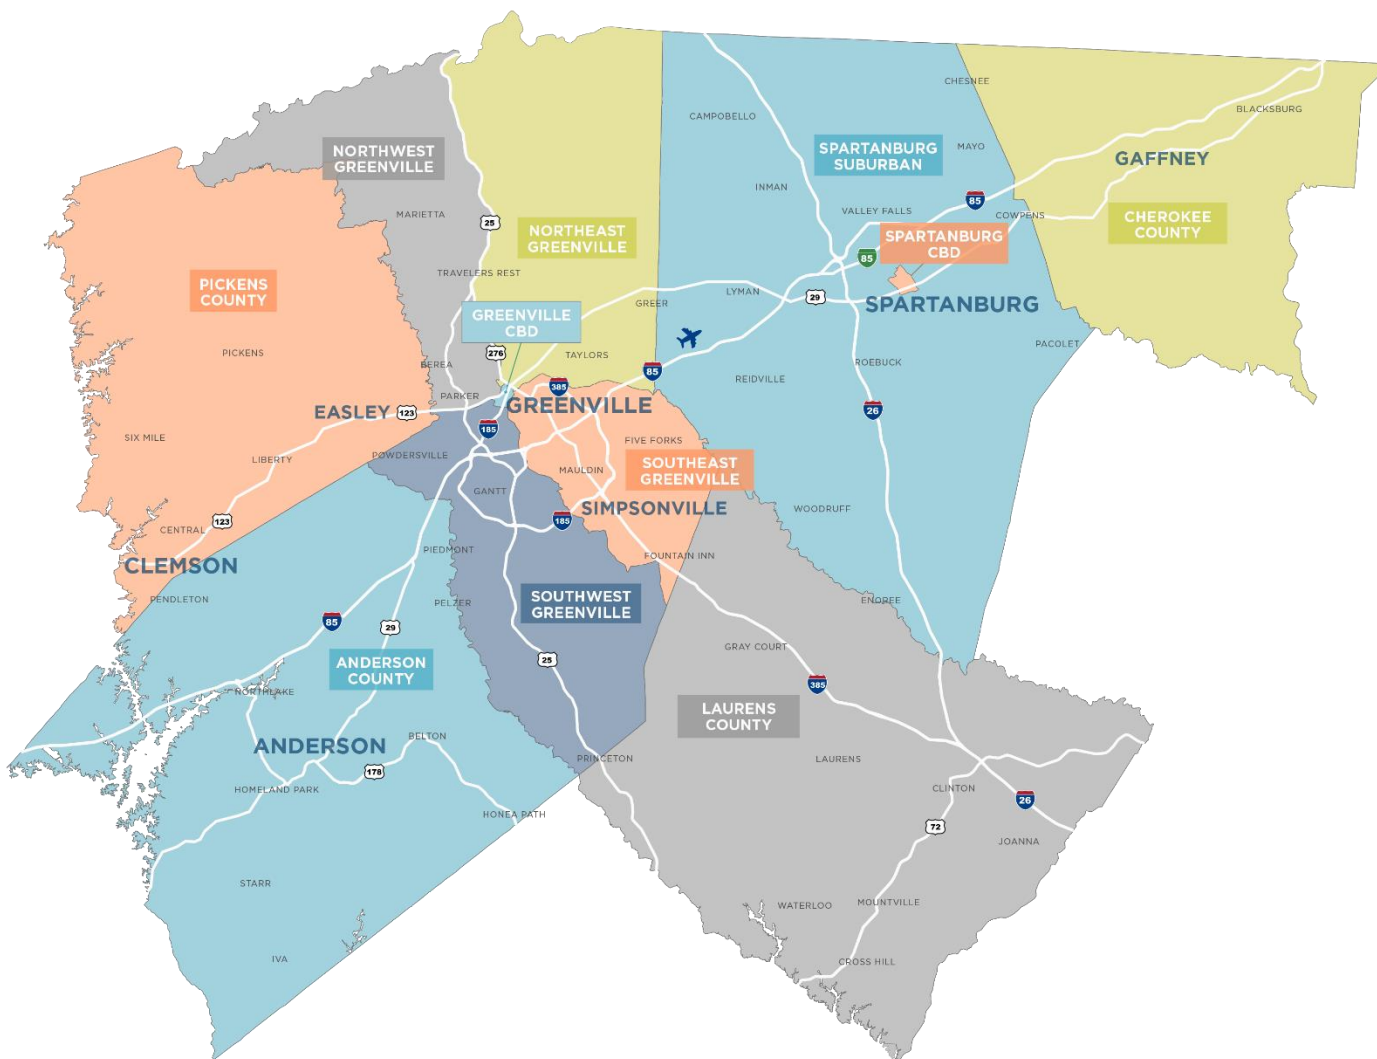 CHESNEE
BLACKSBURG
CAMPOBELLO
NORTHWEST
GREENVILLE
SPARTANBURG
SUBURBAN
MAYO
GAFFNEY
INMAN
85
MARIETTA
25
VALLEY FALLS
COWPENS
CHEROKEE
COUNTY
NORTHEAST
GREENVILLE
SPARTANBURG
CBD
85
TRAVELERS REST
PICKENS
COUNTY
LYMAN
29
SPARTANBURG
GREER
GREENVILLE
CBD
PACOLET
PICKENS
276
TAYLORS
BEREA
ROEBUCK
85
REIDVILLE
385
PARKER
GREENVILLE
EASLEY
123
26
185
SIX MILE
FIVE FORKS
LIBERTY
POWDERSVILLE
MAULDIN
SOUTHEAST
GREENVILLE
GANTT
SIMPSONVILLE
WOODRUFF
123
185
CENTRAL
PIEDMONT
FOUNTAIN INN
CLEMSON
PENDLETON
PELZER
SOUTHWEST
GREENVILLE
ENOREE
85
29
GRAY COURT
25
ANDERSON
COUNTY
385
NORTHLAKE
LAURENS
COUNTY
ANDERSON
BELTON
PRINCETON
LAURENS
178
HOMELAND PARK
CLINTON
26
HONEA PATH
72
JOANNA
STARR
WATERLOO
MOUNTVILLE
IVA
CROSS HILL